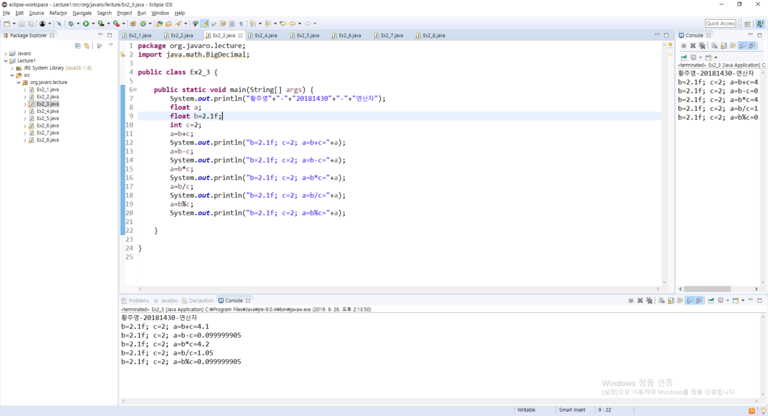 eclipse-workspace - Lecture1/src/org/javaro/lecture/Ex2_3.java - Eclipse IDE
File Edit Source Refactor Navigate Search Project Run Window Help
Quick Access
Package Explorer
Javaro
Lecture1
JRE System Library [JavaSE-1.8]
src
org.javaro.lecture
Ex2_1.java
Ex2_2.java
Ex2_3.java
Ex2_4.java
Ex2_5.java
Ex2_6.java
Ex2_7.java
Ex2_8.java
Ex2_1.java Ex2_2.java Ex2_3.java Ex2_4.java Ex2_5.java Ex2_6.java Ex2_7.java Ex2_8.java
1 package org.javaro.lecture;
2 import java.math.BigDecimal;
3
4 public class Ex2_3 {
5
6 public static void main(String[] args) {
7 System.out.println("황주영"+"-"+"20181430"+"-"+"연산자");
8 float a;
9 float b=2.1f;
10 int c=2;
11 a=b+c;
12 System.out.println("b=2.1f; c=2; a=b+c="+a);
13 a=b-c;
14 System.out.println("b=2.1f; c=2; a=b-c="+a);
15 a=b*c;
16 System.out.println("b=2.1f; c=2; a=b*c="+a);
17 a=b/c;
18 System.out.println("b=2.1f; c=2; a=b/c="+a);
19 a=b%c;
20 System.out.println("b=2.1f; c=2; a=b%c="+a);
21
22 }
23
24 }
25
Console
<terminated> Ex2_3 [Java Application] C
황주영-20181430-연산자
b=2.1f; c=2; a=b+c=4
b=2.1f; c=2; a=b-c=0
b=2.1f; c=2; a=b*c=4
b=2.1f; c=2; a=b/c=1
b=2.1f; c=2; a=b%c=0
Problems Javadoc Declaration Console
<terminated> Ex2_3 [Java Application] C:₩Program Files₩Java₩jre-8.0.4₩bin₩javaw.exe (2019. 9. 26. 오후 2:13:50)
황주영-20181430-연산자
b=2.1f; c=2; a=b+c=4.1
b=2.1f; c=2; a=b-c=0.099999905
b=2.1f; c=2; a=b*c=4.2
b=2.1f; c=2; a=b/c=1.05
b=2.1f; c=2; a=b%c=0.099999905
Windows 정품 인증
[설정]으로 이동하여 Windows를 정품 인증합니다.
Writable Smart Insert 9 : 22